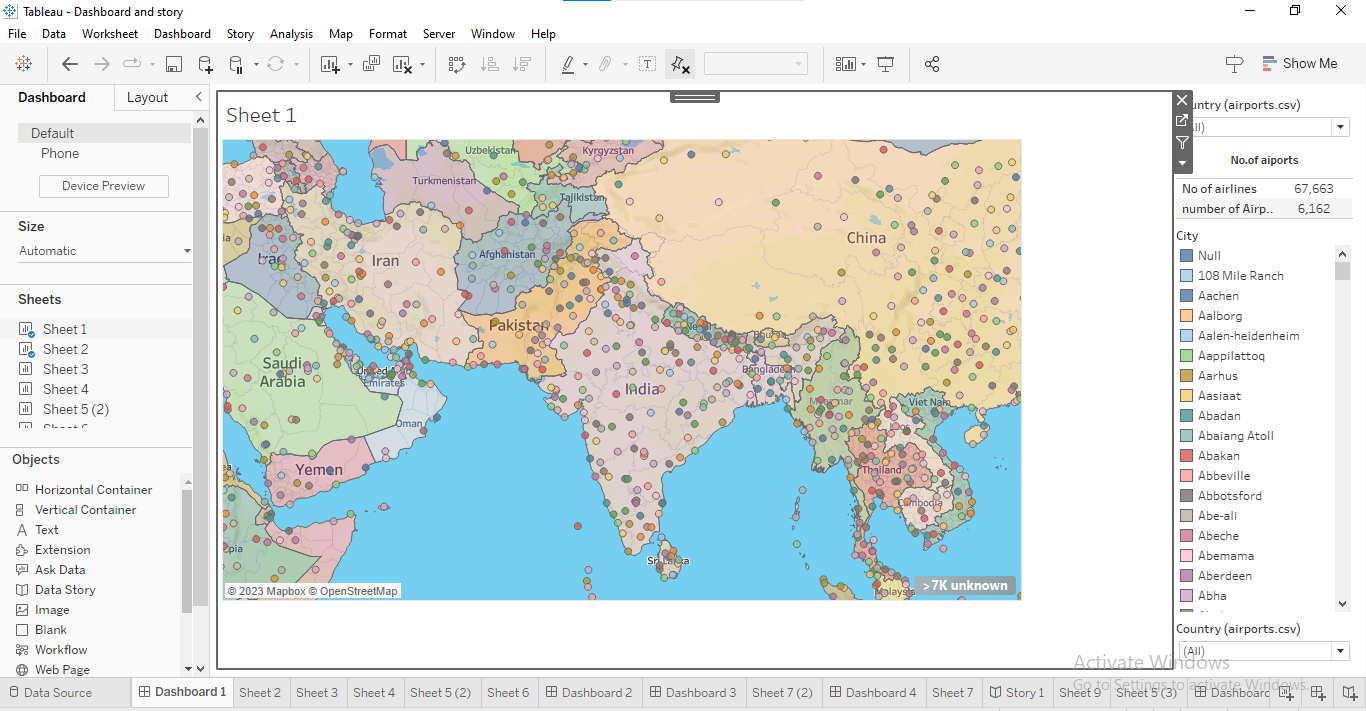 Tableau - Dashboard and story
File Data Worksheet Dashboard Story Analysis Map Format Server Window Help
Show Me
Dashboard Layout
Default
Phone
Device Preview
Size
Automatic
Sheets
Sheet 1
Sheet 2
Sheet 3
Sheet 4
Sheet 5 (2)
Objects
Horizontal Container
Vertical Container
Text
Extension
Ask Data
Data Story
Image
Blank
Workflow
Web Page
Sheet 1
Uzbekistan
Kyrgyzstan
Turkmenistan
Tajikistan
China
Iraq
Iran
Afghanistan
Pakistan
Nepal
Saudi
Arabia
United Arab
Emirates
India
Bangladesh
Myanmar
Viet Nam
Oman
Laos
Yemen
Thailand
Cambodia
Sri Lanka
Malaysia
>7K unknown
© 2023 Mapbox © OpenStreetMap
untry (airports.csv)
All)
No.of aiports
No of airlines 67,663
number of Airp.. 6,162
City
Null
108 Mile Ranch
Aachen
Aalborg
Aalen-heidenheim
Aappilattoq
Aarhus
Aasiaat
Abadan
Abaiang Atoll
Abakan
Abbeville
Abbotsford
Abe-ali
Abeche
Abemama
Aberdeen
Abha
Country (airports.csv)
(All)
Activate Windows
Go to Settings to activate Windows.
Data Source Dashboard 1 Sheet 2 Sheet 3 Sheet 4 Sheet 5 (2) Sheet 6 Dashboard 2 Dashboard 3 Sheet 7 (2) Dashboard 4 Sheet 7 Story 1 Sheet 9 Sheet 5 (3) Dashboarc